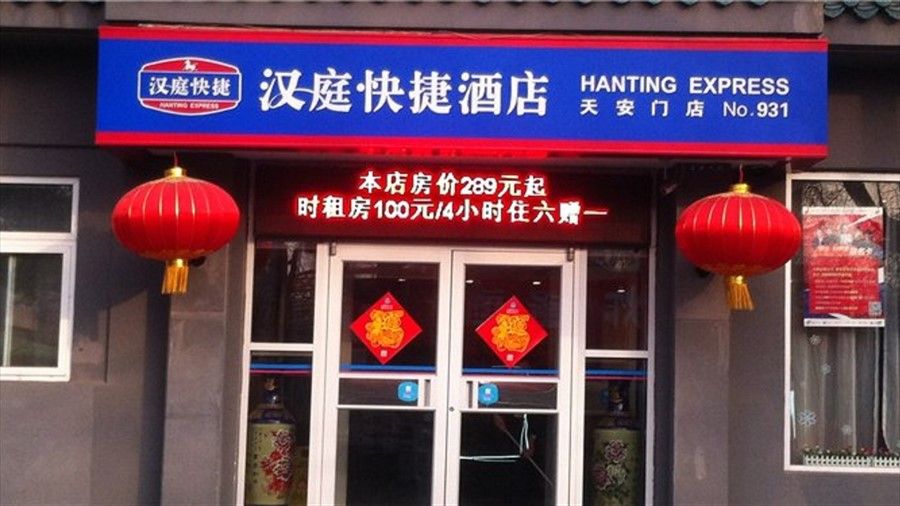 汉庭快捷
HANTING EXPRESS
汉庭快捷酒店
HANTING EXPRESS
天安门店 No.931
本店房价289元起
时租房100元/4小时住六赠一
福
福